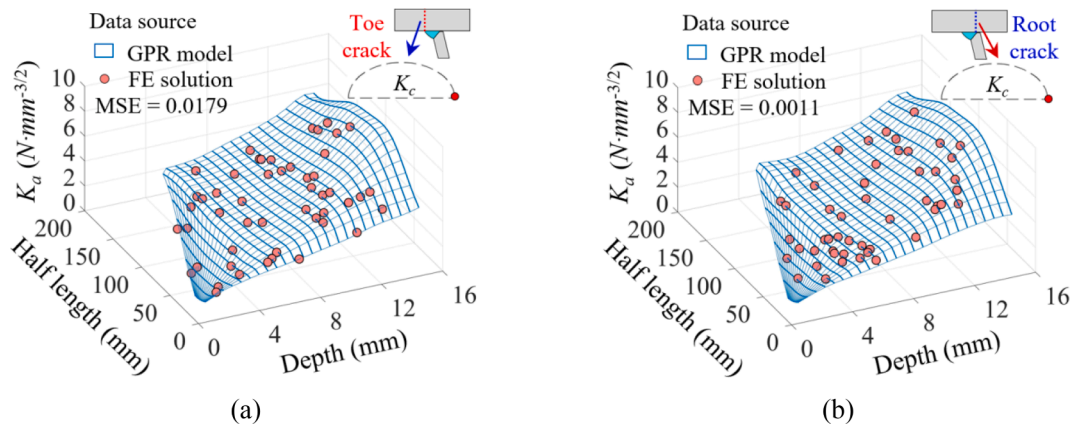 Data source
GPR model
FE solution
MSE = 0.0179
Toe
crack
K_c
K_a (N·mm^-3/2)
10
8
6
4
2
0
200
150
100
50
0
Half length (mm)
0
4
8
12
16
Depth (mm)
(a)
Data source
GPR model
FE solution
MSE = 0.0011
Root
crack
K_c
K_a (N·mm^-3/2)
10
8
6
4
2
0
200
150
100
50
0
Half length (mm)
0
4
8
12
16
Depth (mm)
(b)